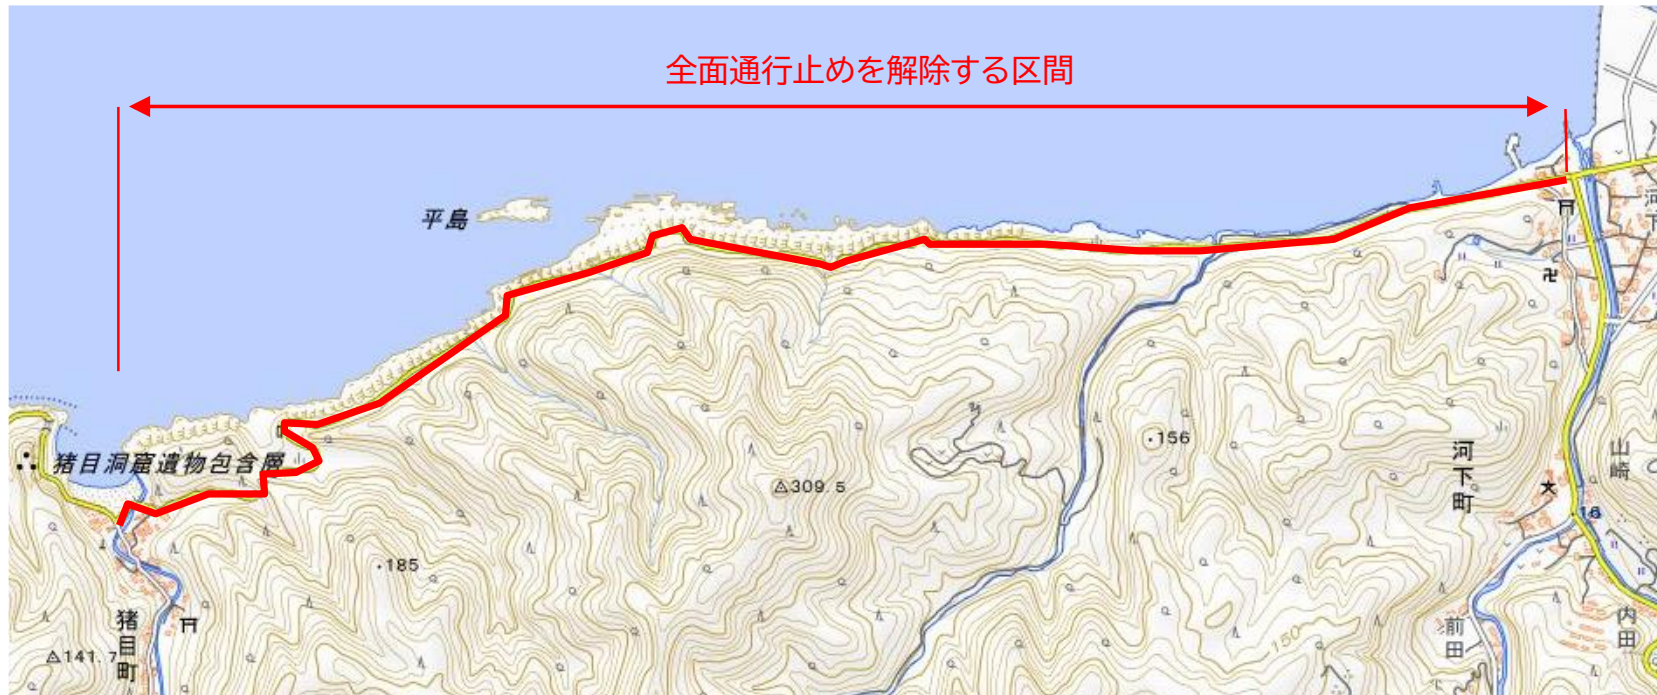 全面通行止めを解除する区間
平島
猪目洞窟遺物包含層
309.5
156
185
141.7
150
16
河下
山崎
河下町
内田
前田
猪目町